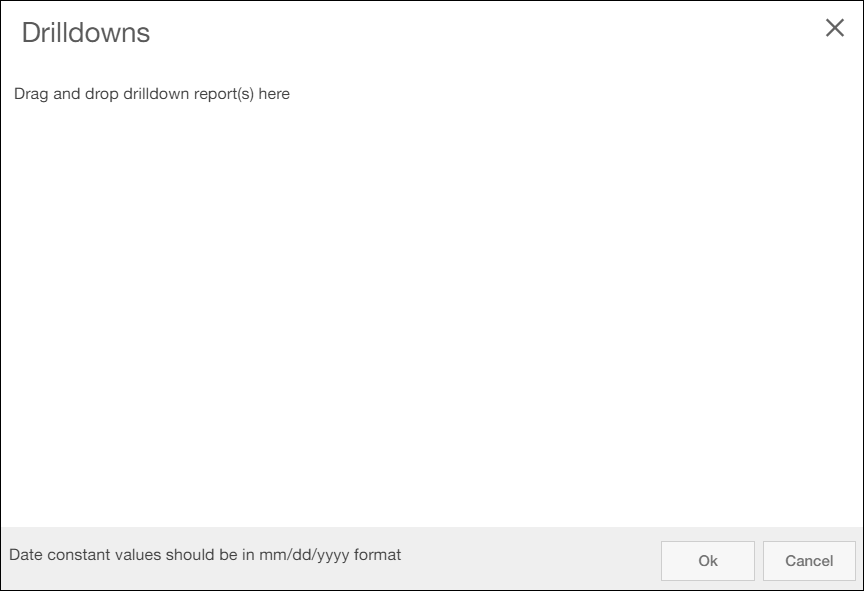 Drilldowns
Drag and drop drilldown report(s) here
Date constant values should be in mm/dd/yyyy format
Ok
Cancel